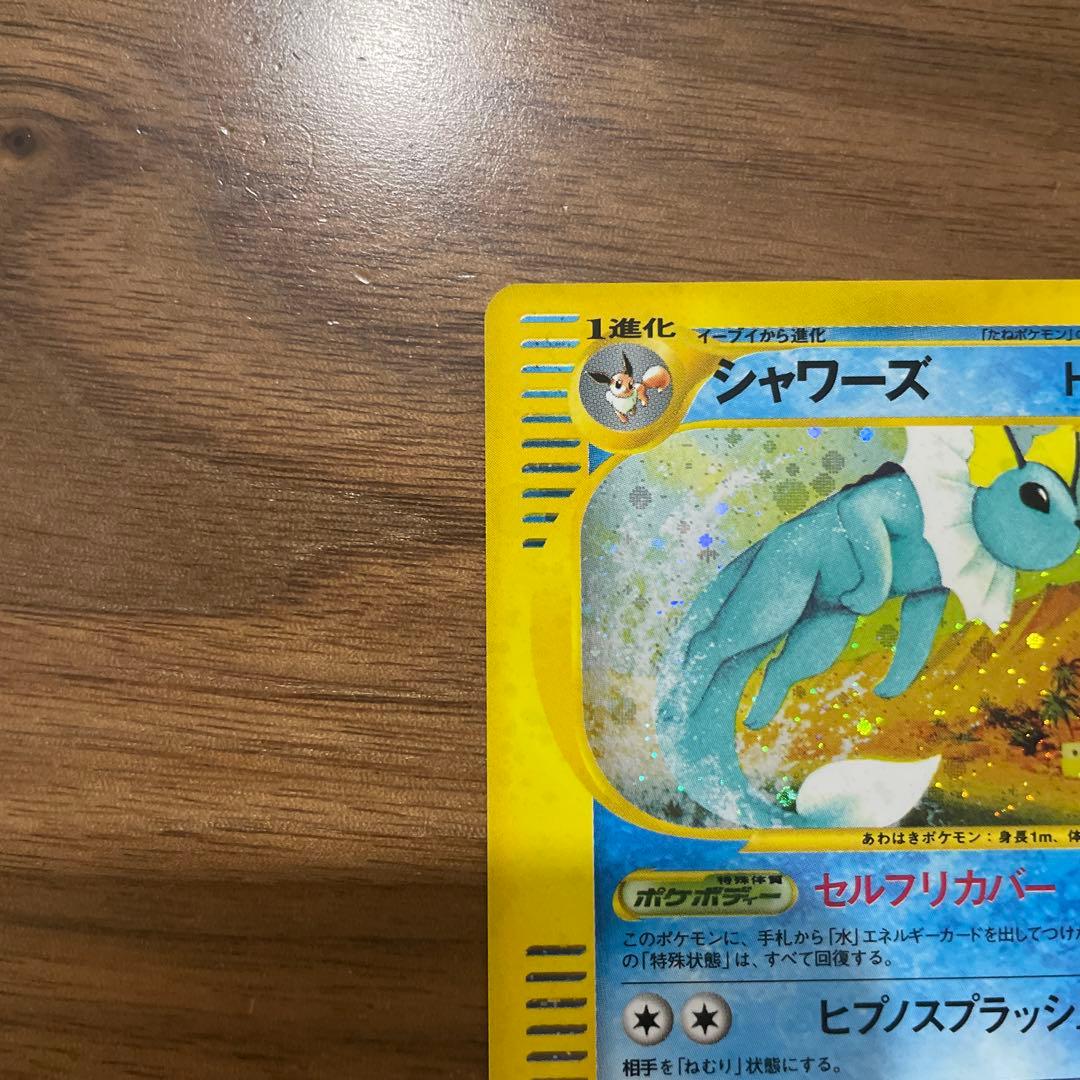 1進化 イーブイから進化 「たねポケモン」の
シャワーズ H
あわはきポケモン：身長1m、体
特殊体質
ポケボディー セルフリカバー
このポケモンに、手札から「水」エネルギーカードを出してつけ
の「特殊状態」は、すべて回復する。
ヒプノスプラッシュ
相手を「ねむり」状態にする。